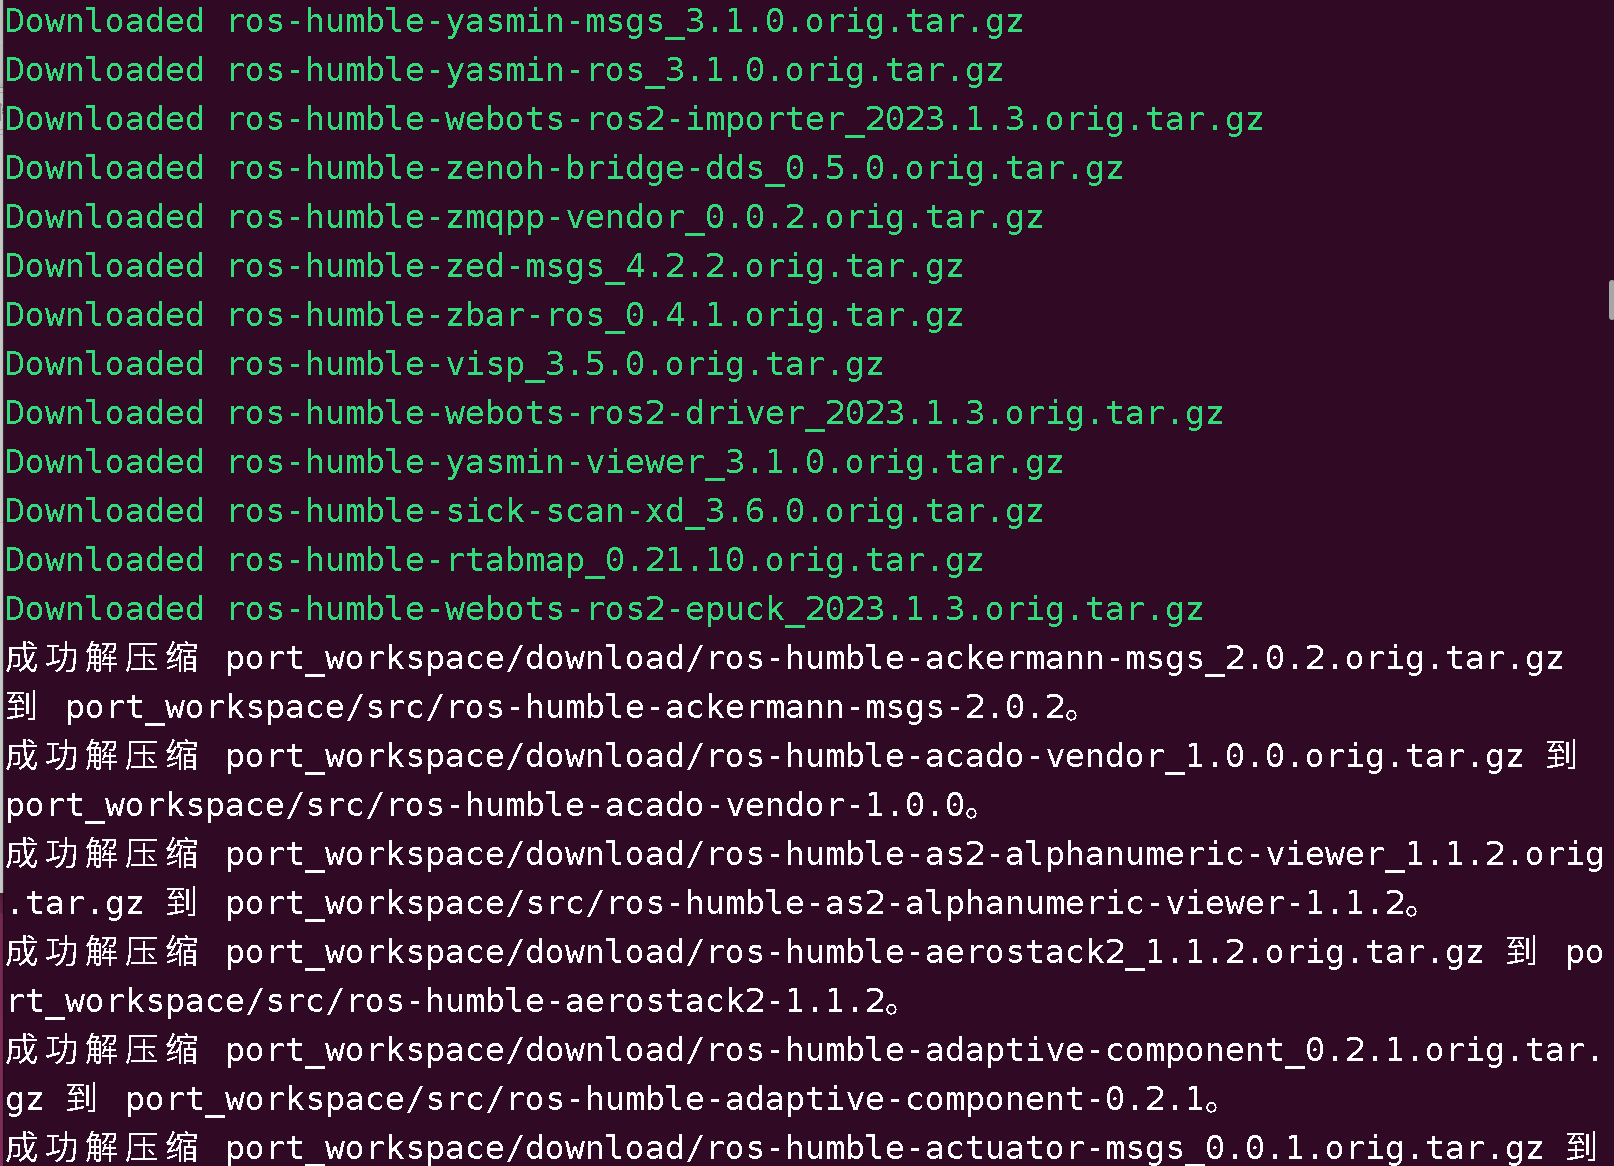 Downloaded ros-humble-yasmin-msgs_3.1.0.orig.tar.gz
Downloaded ros-humble-yasmin-ros_3.1.0.orig.tar.gz
Downloaded ros-humble-webots-ros2-importer_2023.1.3.orig.tar.gz
Downloaded ros-humble-zenoh-bridge-dds_0.5.0.orig.tar.gz
Downloaded ros-humble-zmqpp-vendor_0.0.2.orig.tar.gz
Downloaded ros-humble-zed-msgs_4.2.2.orig.tar.gz
Downloaded ros-humble-zbar-ros_0.4.1.orig.tar.gz
Downloaded ros-humble-visp_3.5.0.orig.tar.gz
Downloaded ros-humble-webots-ros2-driver_2023.1.3.orig.tar.gz
Downloaded ros-humble-yasmin-viewer_3.1.0.orig.tar.gz
Downloaded ros-humble-sick-scan-xd_3.6.0.orig.tar.gz
Downloaded ros-humble-rtabmap_0.21.10.orig.tar.gz
Downloaded ros-humble-webots-ros2-epuck_2023.1.3.orig.tar.gz
成功解压缩 port_workspace/download/ros-humble-ackermann-msgs_2.0.2.orig.tar.gz
到 port_workspace/src/ros-humble-ackermann-msgs-2.0.2。
成功解压缩 port_workspace/download/ros-humble-acado-vendor_1.0.0.orig.tar.gz 到
port_workspace/src/ros-humble-acado-vendor-1.0.0。
成功解压缩 port_workspace/download/ros-humble-as2-alphanumeric-viewer_1.1.2.orig
.tar.gz 到 port_workspace/src/ros-humble-as2-alphanumeric-viewer-1.1.2。
成功解压缩 port_workspace/download/ros-humble-aerostack2_1.1.2.orig.tar.gz 到 po
rt_workspace/src/ros-humble-aerostack2-1.1.2。
成功解压缩 port_workspace/download/ros-humble-adaptive-component_0.2.1.orig.tar.
gz 到 port_workspace/src/ros-humble-adaptive-component-0.2.1。
成功解压缩 port_workspace/download/ros-humble-actuator-msgs_0.0.1.orig.tar.gz 到